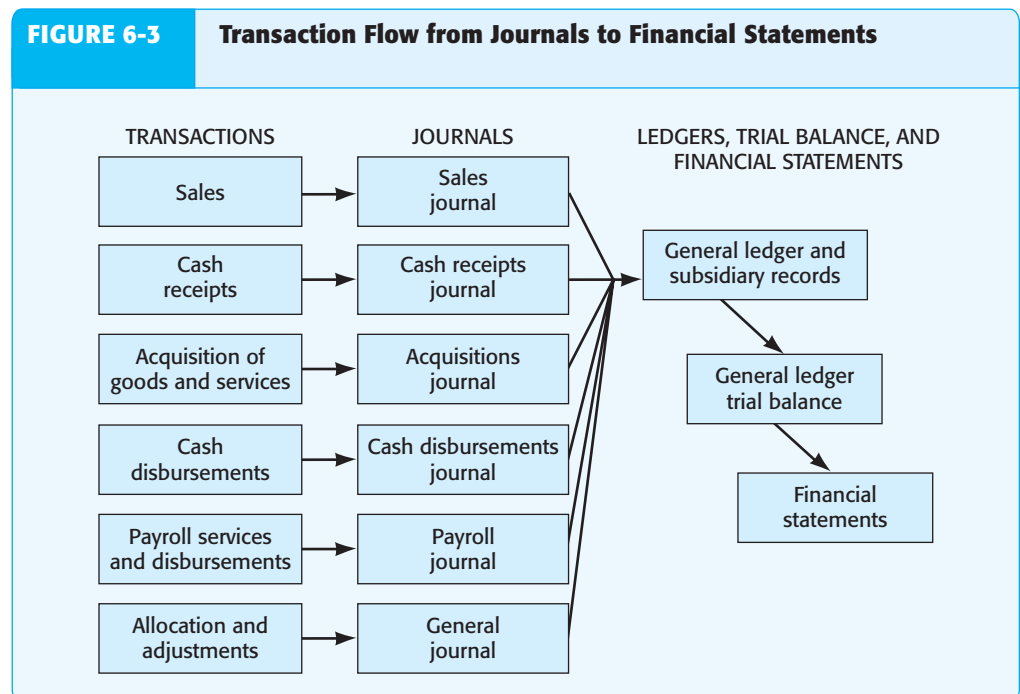 FIGURE 6-3
Transaction Flow from Journals to Financial Statements
TRANSACTIONS
JOURNALS
LEDGERS, TRIAL BALANCE, AND
FINANCIAL STATEMENTS
Sales
Sales
journal
Cash
receipts
Cash receipts
journal
General ledger and
subsidiary records
Acquisition of
goods and services
Acquisitions
journal
General ledger
trial balance
Cash
disbursements
Cash disbursements
journal
Financial
statements
Payroll services
and disbursements
Payroll
journal
Allocation and
adjustments
General
journal